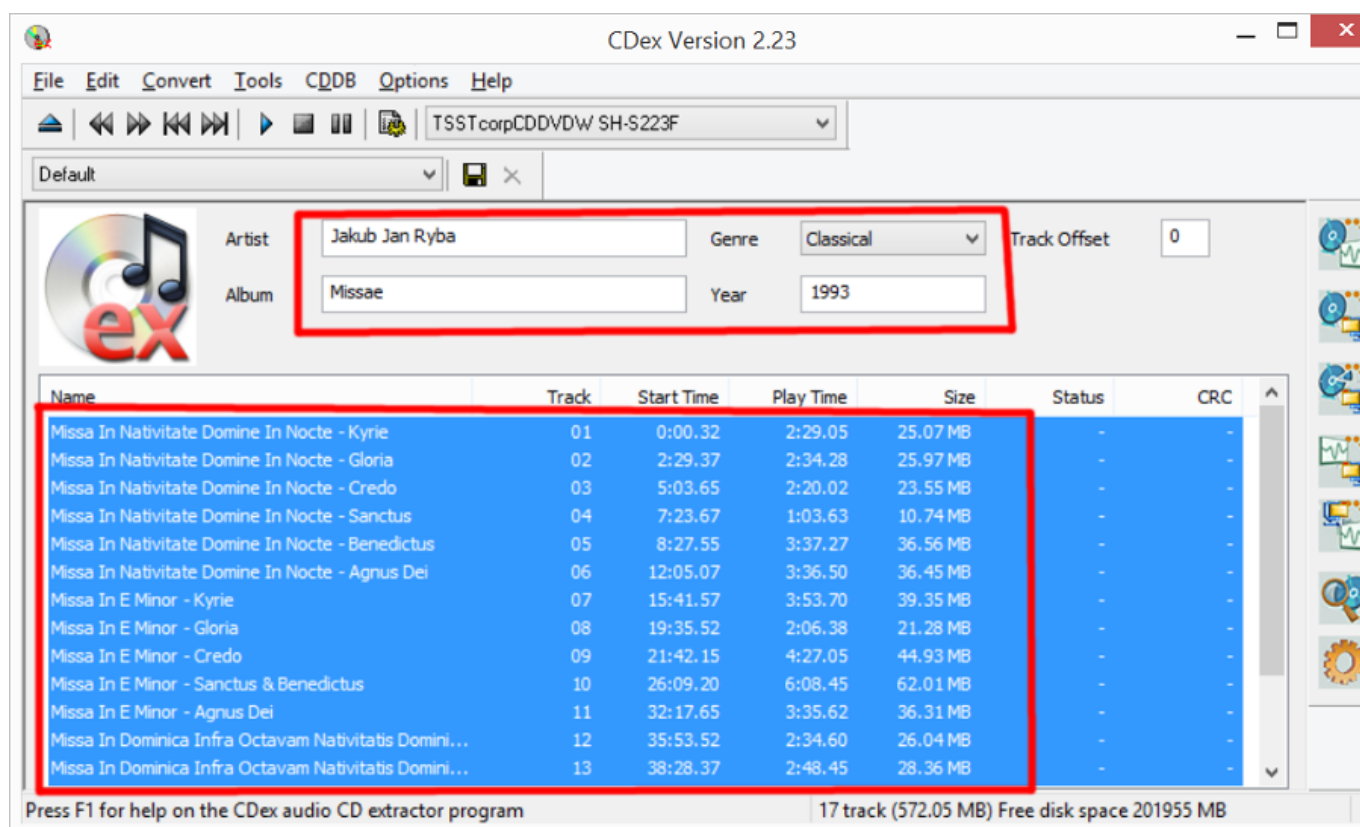 CDex Version 2.23
File Edit Convert Tools CDDB Options Help
TSSTcorpCDDVDW SH-S223F
Default
Artist Jakub Jan Ryba Genre Classical Track Offset 0
Album Missae Year 1993
ex
Name Track Start Time Play Time Size Status CRC
Missa In Nativitate Domine In Nocte - Kyrie 01 0:00.32 2:29.05 25.07 MB - -
Missa In Nativitate Domine In Nocte - Gloria 02 2:29.37 2:34.28 25.97 MB - -
Missa In Nativitate Domine In Nocte - Credo 03 5:03.65 2:20.02 23.55 MB - -
Missa In Nativitate Domine In Nocte - Sanctus 04 7:23.67 1:03.63 10.74 MB - -
Missa In Nativitate Domine In Nocte - Benedictus 05 8:27.55 3:37.27 36.56 MB - -
Missa In Nativitate Domine In Nocte - Agnus Dei 06 12:05.07 3:36.50 36.45 MB - -
Missa In E Minor - Kyrie 07 15:41.57 3:53.70 39.35 MB - -
Missa In E Minor - Gloria 08 19:35.52 2:06.38 21.28 MB - -
Missa In E Minor - Credo 09 21:42.15 4:27.05 44.93 MB - -
Missa In E Minor - Sanctus & Benedictus 10 26:09.20 6:08.45 62.01 MB - -
Missa In E Minor - Agnus Dei 11 32:17.65 3:35.62 36.31 MB - -
Missa In Dominica Infra Octavam Nativitatis Domini... 12 35:53.52 2:34.60 26.04 MB - -
Missa In Dominica Infra Octavam Nativitatis Domini... 13 38:28.37 2:48.45 28.36 MB - -
Press F1 for help on the CDex audio CD extractor program 17 track (572.05 MB) Free disk space 201955 MB